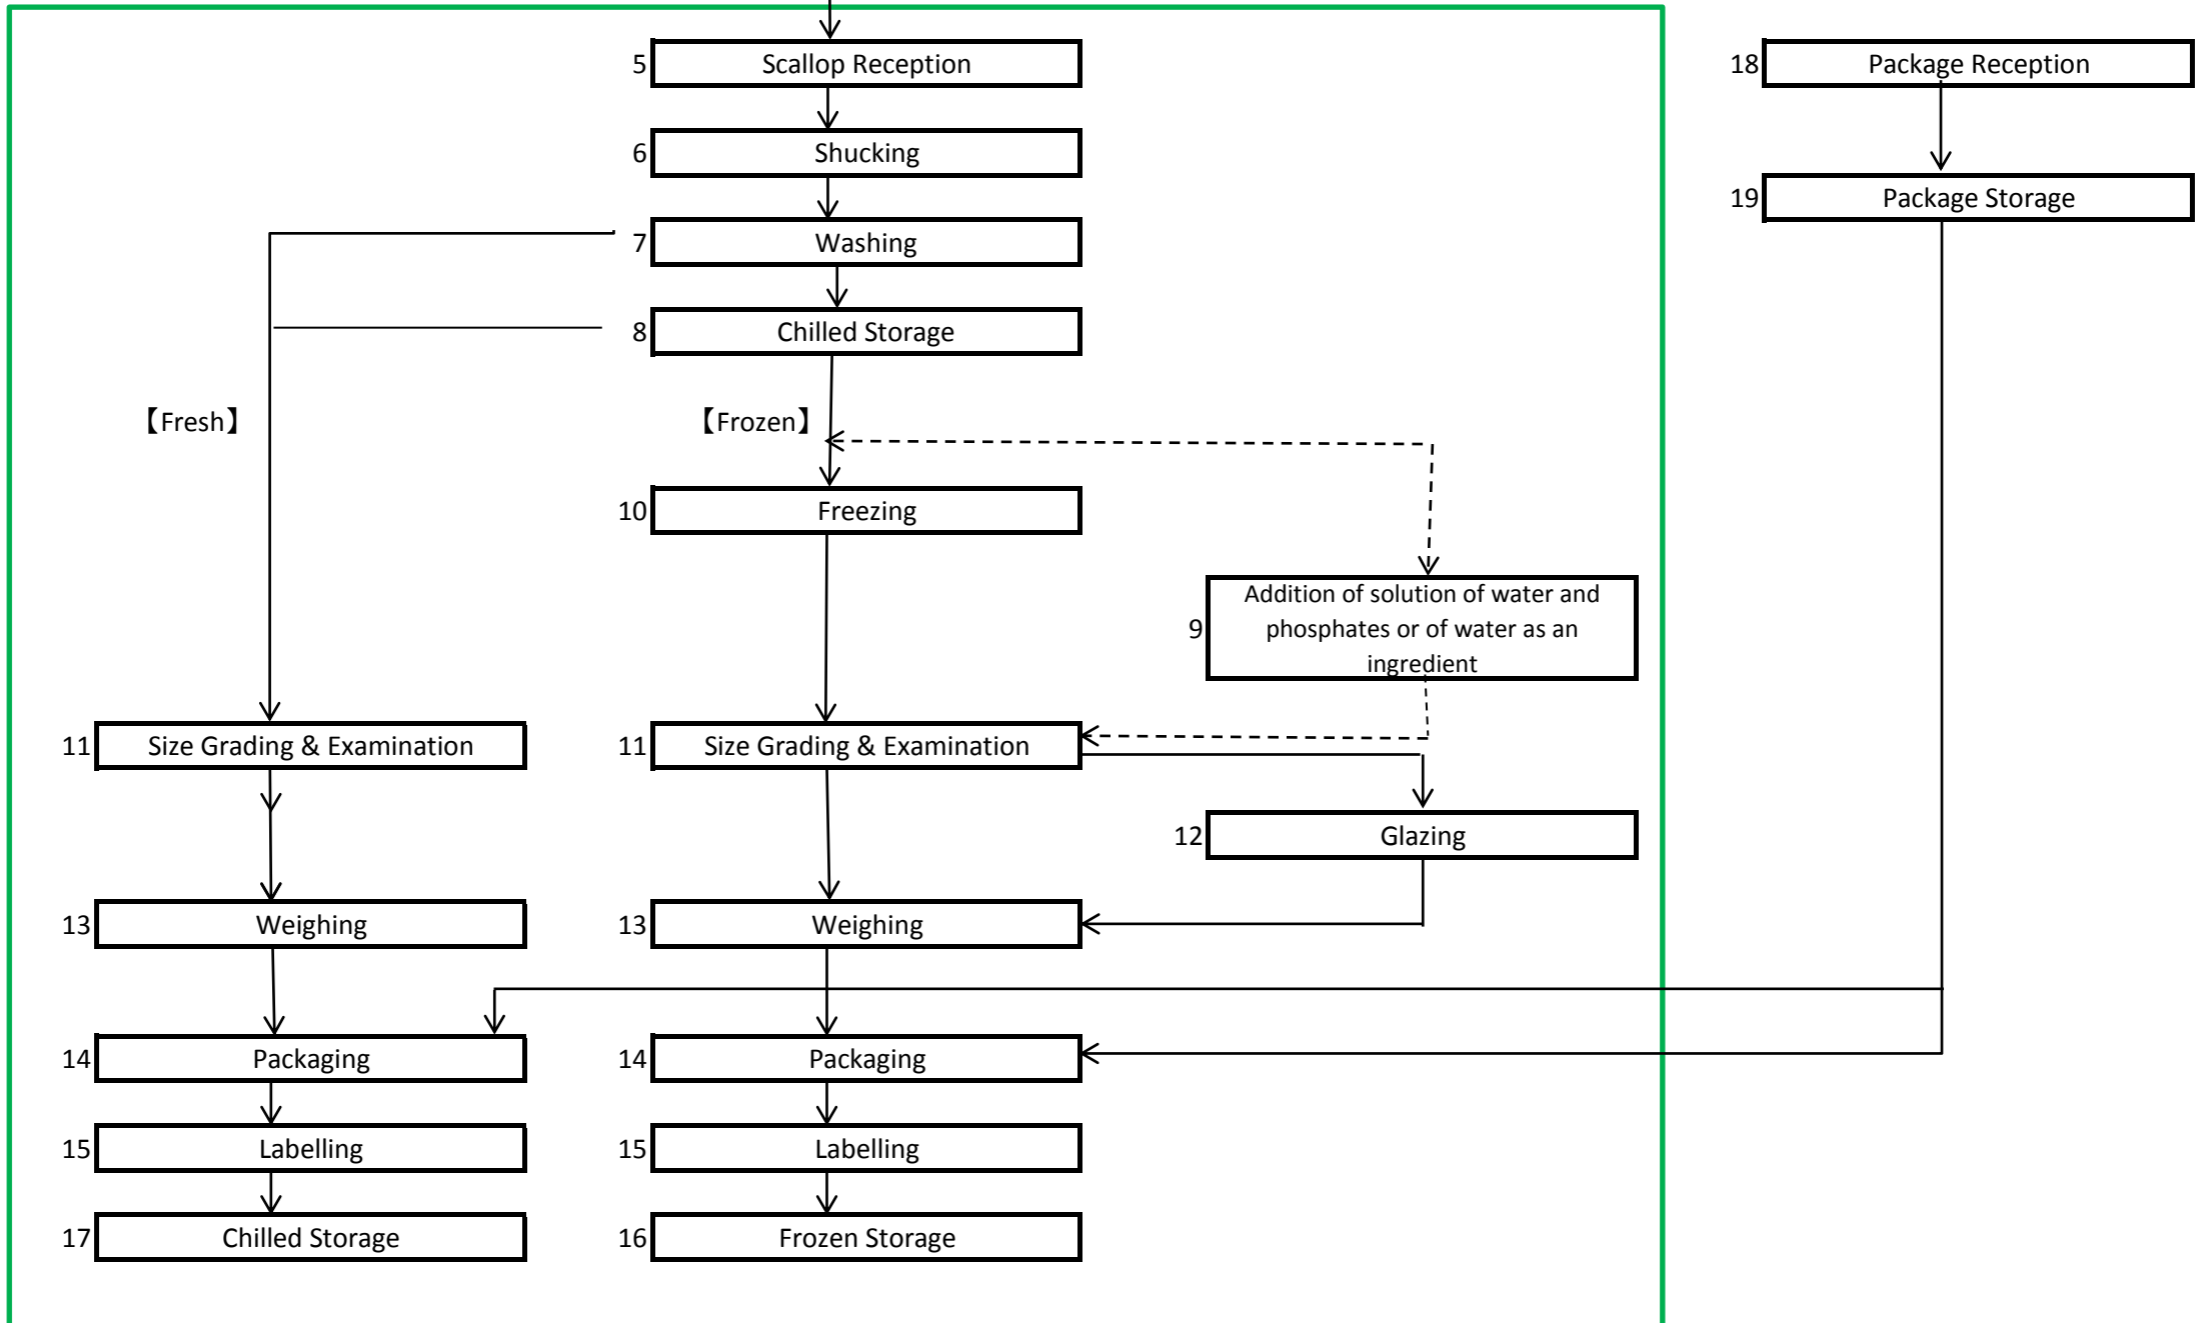 5 Scallop Reception
18 Package Reception
6 Shucking
19 Package Storage
7 Washing
8 Chilled Storage
【Fresh】
【Frozen】
10 Freezing
Addition of solution of water and
9 phosphates or of water as an
ingredient
11 Size Grading & Examination
11 Size Grading & Examination
12 Glazing
13 Weighing
13 Weighing
14 Packaging
14 Packaging
15 Labelling
15 Labelling
17 Chilled Storage
16 Frozen Storage